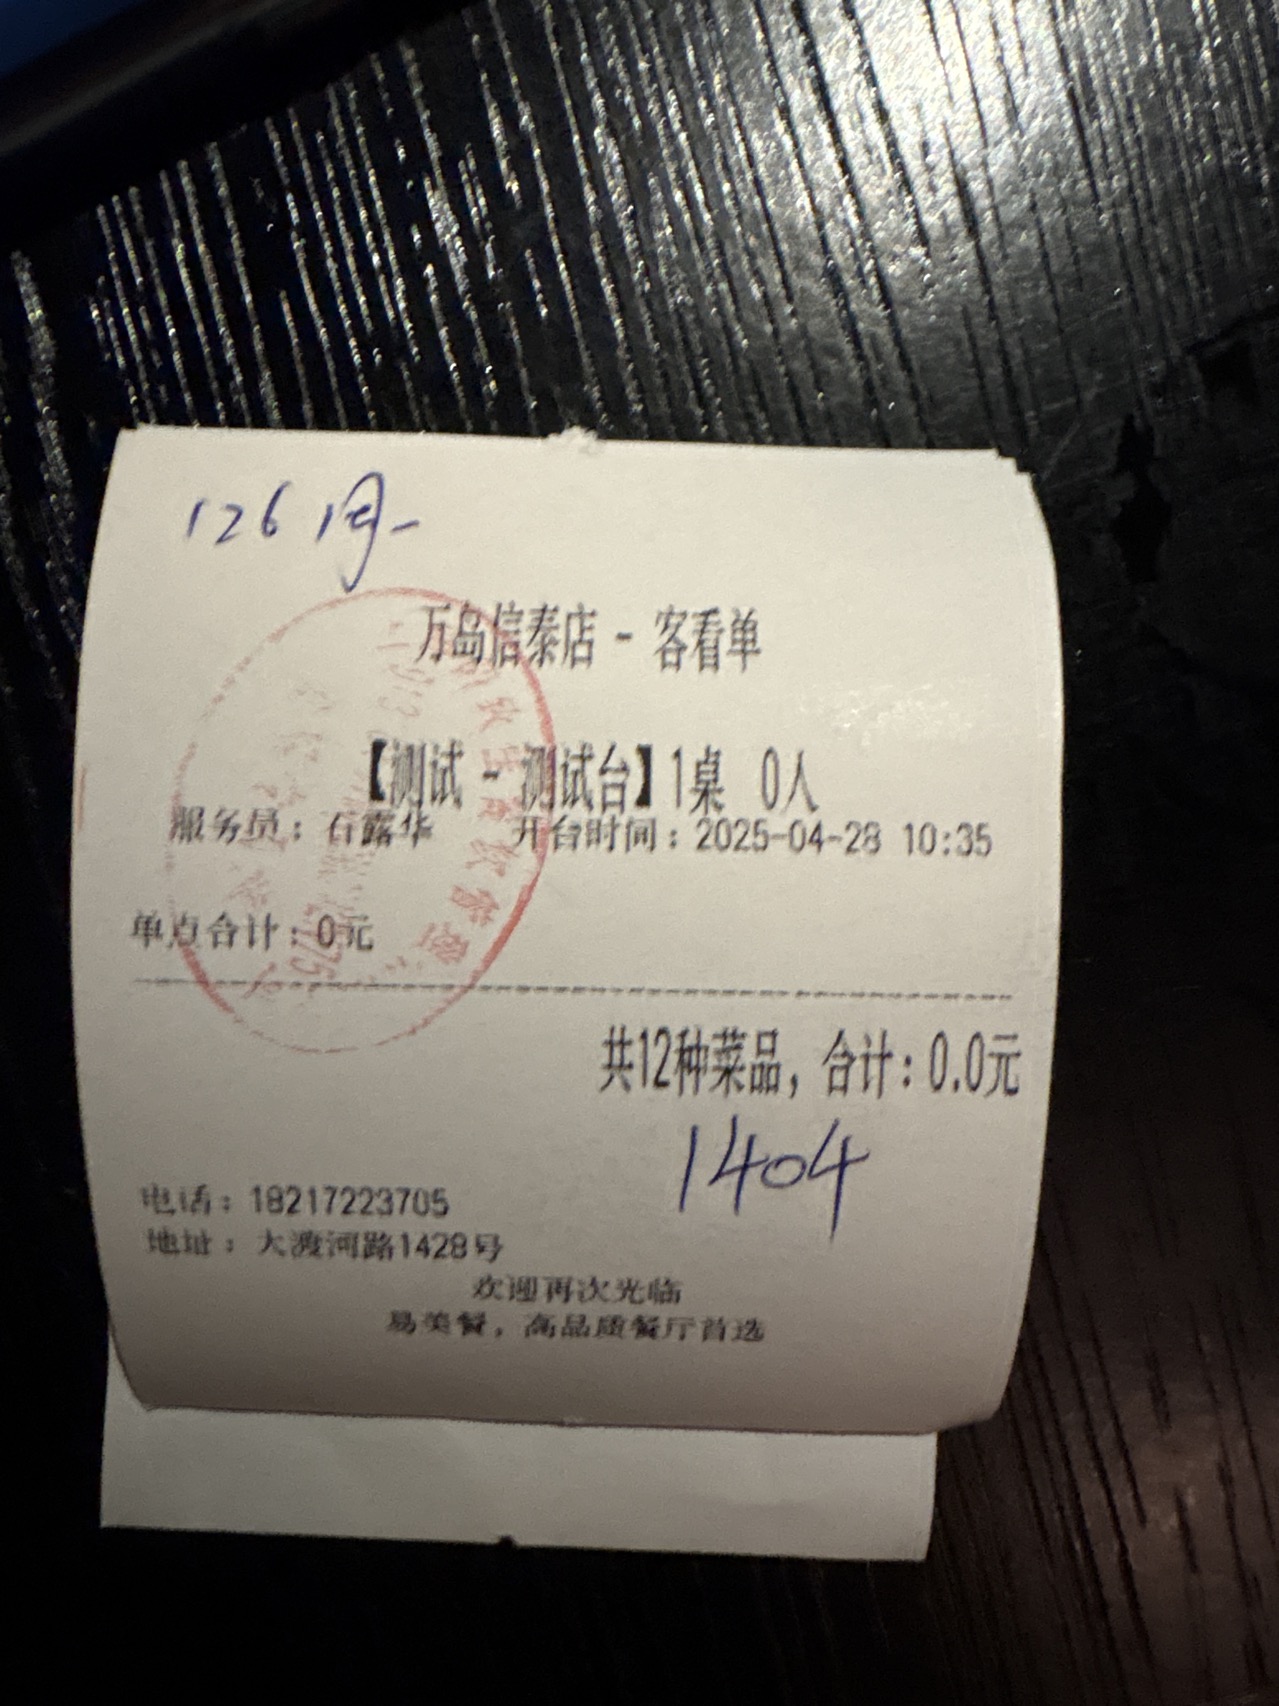 126 周一
万岛信泰店 - 客看单
【测试 - 测试台】1桌 0人
服务员：石露华 开台时间：2025-04-28 10:35
单点合计：0元
共12种菜品，合计：0.0元
1404
电话：18217223705
地址：大渡河路1428号
欢迎再次光临
易美餐，高品质餐厅首选